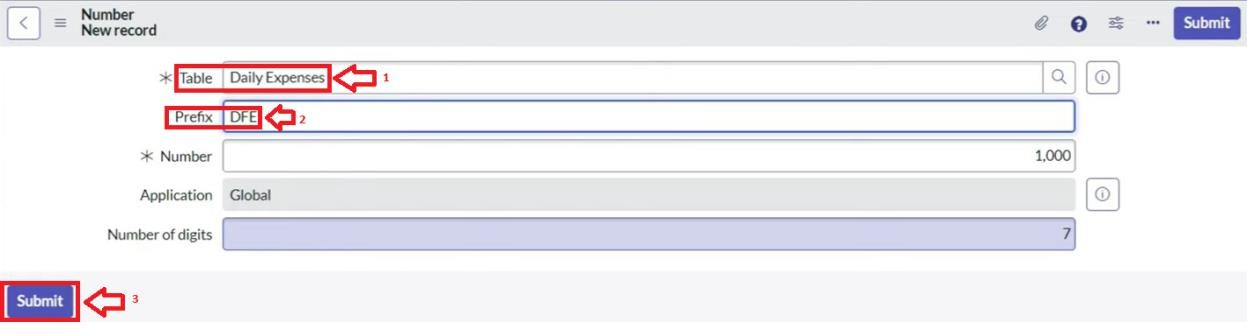 Number
New record
Submit
Table Daily Expenses 1
Prefix DFE 2
Number 1,000
Application Global
Number of digits 7
Submit 3